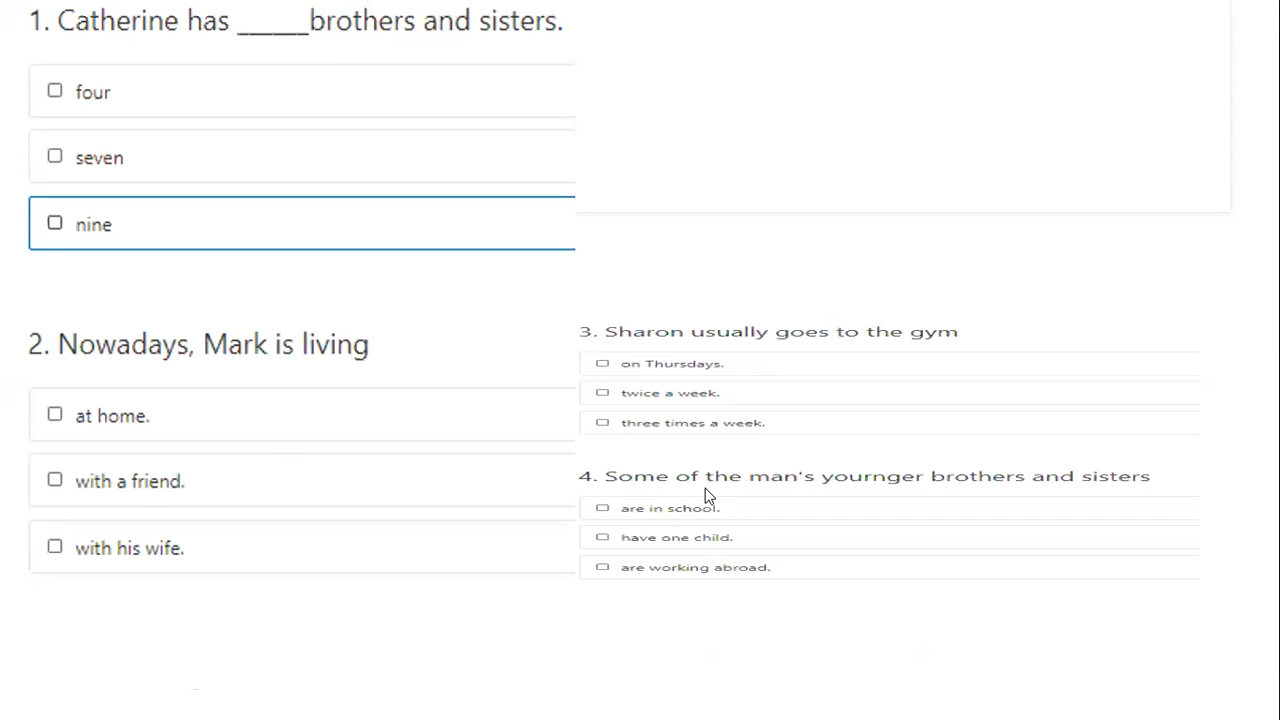 1. Catherine has ______brothers and sisters.
four
seven
nine
2. Nowadays, Mark is living
at home.
with a friend.
with his wife.
3. Sharon usually goes to the gym
on Thursdays.
twice a week.
three times a week.
4. Some of the man's yournger brothers and sisters
are in school.
have one child.
are working abroad.